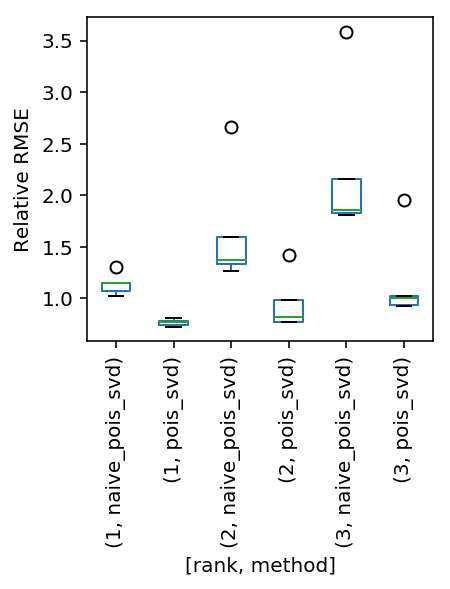 Relative RMSE
3.5
3.0
2.5
2.0
1.5
1.0
(1, naive_pois_svd)
(1, pois_svd)
(2, naive_pois_svd)
(2, pois_svd)
(3, naive_pois_svd)
(3, pois_svd)
[rank, method]